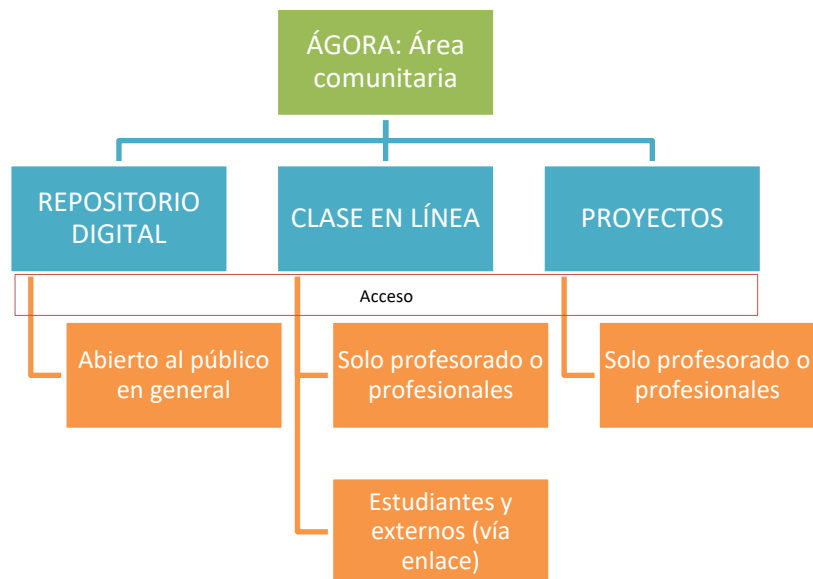 ÁGORA: Área
comunitaria
REPOSITORIO
DIGITAL
CLASE EN LÍNEA
PROYECTOS
Acceso
Abierto al público
en general
Solo profesorado o
profesionales
Solo profesorado o
profesionales
Estudiantes y
externos (vía
enlace)